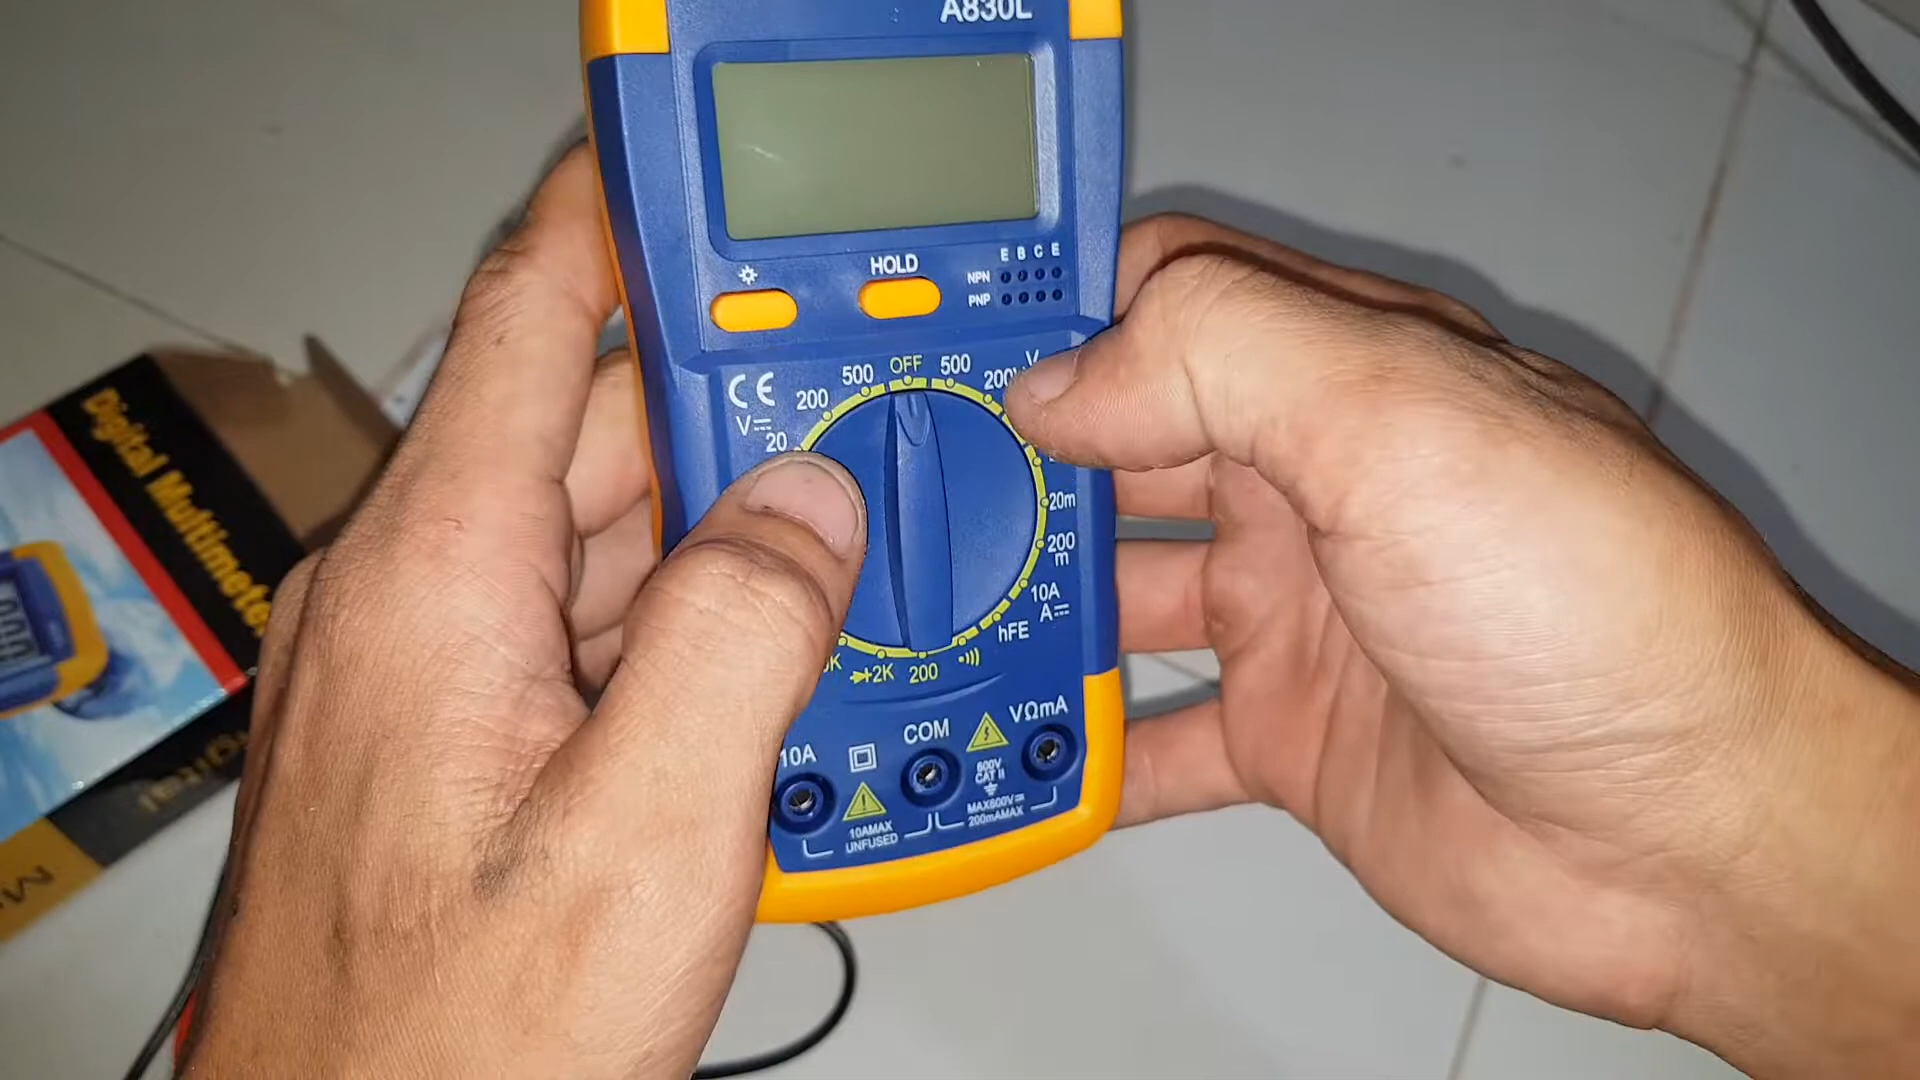 A830L
HOLD
E B C E
NPN
PNP
CE
OFF
500
500
200
200
V
V⎓
20
20m
200
m
10A
A⎓
hFE
200
2K
K
10A
COM
VΩmA
10AMAX
UNFUSED
600V
CAT II
MAX600V
200mAMAX
Digital Multimeter